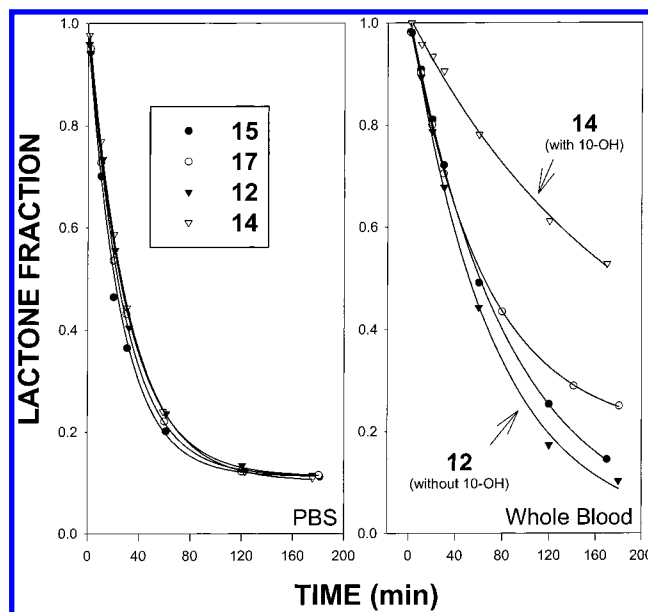 LACTONE FRACTION
1.0
0.8
0.6
0.4
0.2
0.0
15
17
12
14
PBS
0 40 80 120 160 200
1.0
0.8
0.6
0.4
0.2
0.0
14
(with 10-OH)
12
(without 10-OH)
Whole Blood
0 40 80 120 160 200
TIME (min)